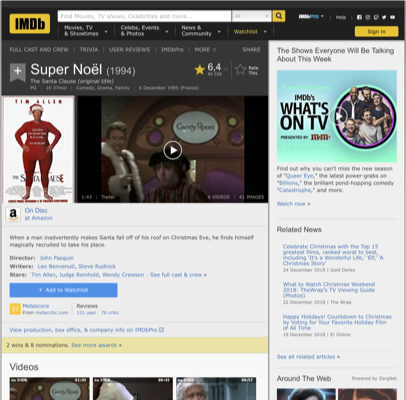 IMDb
Find Movies, TV shows, Celebrities and more...
All
IMDbPro
Help
Movies, TV
& Showtimes
Celebs, Events
& Photos
News &
Community
Watchlist
Sign in
FULL CAST AND CREW | TRIVIA | USER REVIEWS | IMDbPro | MORE
SHARE
+ Super Noël (1994)
The Santa Clause (original title)
PG | 1h 37min | Comedy, Drama, Family | 6 December 1995 (France)
6,4
Rate
This
TIM ALLEN
THE
SANTA CLAUSE
Candy Room
1:43 | Trailer
6 VIDEOS | 91 IMAGES
a On Disc
at Amazon
When a man inadvertently makes Santa fall off of his roof on Christmas Eve, he finds himself
magically recruited to take his place.
Director: John Pasquin
Writers: Leo Benvenuti, Steve Rudnick
Stars: Tim Allen, Judge Reinhold, Wendy Crewson | See full cast & crew »
+ Add to Watchlist
Metascore
From metacritic.com
Reviews
121 user | 76 critic
View production, box office, & company info on IMDbPro
2 wins & 8 nominations. See more awards »
Videos
The Shows Everyone Will Be Talking
About This Week
IMDb's
WHAT'S
ON TV
PRESENTED BY m&m's
Find out why you can't miss the new season
of "Queer Eye," the latest power-grabs on
"Billions," the brilliant pond-hopping comedy
"Catastrophe," and more.
Watch now »
Related News
Celebrate Christmas with the Top 15
greatest films, ranked worst to best,
including 'It's a Wonderful Life,' 'Elf,' 'A
Christmas Story'
24 December 2018 | Gold Derby
What to Watch Christmas Weekend
2018: TheWrap's TV Viewing Guide
(Photos)
22 December 2018 | The Wrap
Happy Holidays! Countdown to Christmas
by Voting for Your Favorite Holiday Film
of All Time
19 December 2018 | E! Online
See all related articles »
Around The Web
Powered by ZergNet